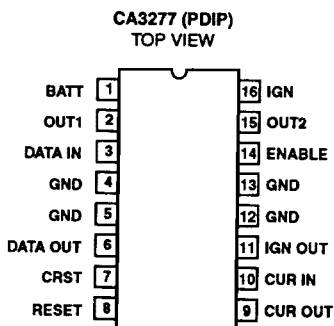 CA3277 (PDIP)
TOP VIEW
BATT 1 16 IGN
OUT1 2 15 OUT2
DATA IN 3 14 ENABLE
GND 4 13 GND
GND 5 12 GND
DATA OUT 6 11 IGN OUT
CRST 7 10 CUR IN
RESET 8 9 CUR OUT